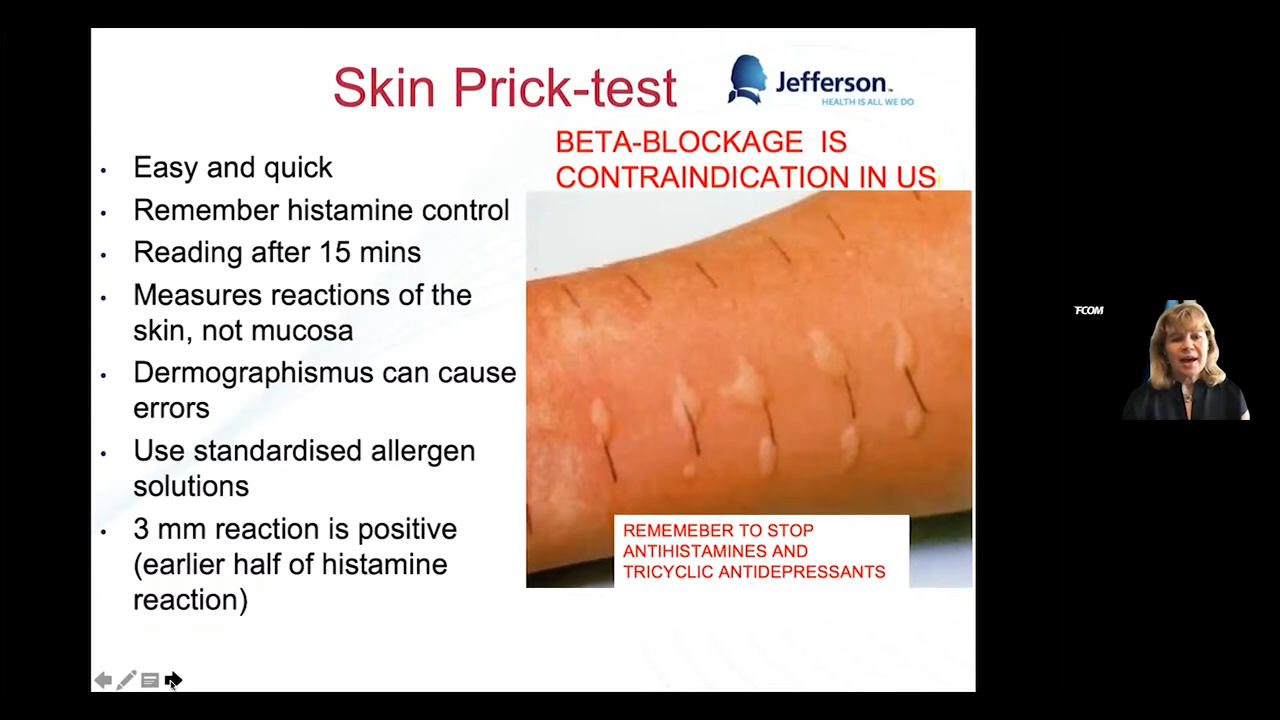 Skin Prick-test
Jefferson™
HEALTH IS ALL WE DO
BETA-BLOCKAGE IS
CONTRAINDICATION IN US
• Easy and quick
• Remember histamine control
• Reading after 15 mins
• Measures reactions of the
skin, not mucosa
• Dermographismus can cause
errors
• Use standardised allergen
solutions
• 3 mm reaction is positive
(earlier half of histamine
reaction)
REMEMEBER TO STOP
ANTIHISTAMINES AND
TRICYCLIC ANTIDEPRESSANTS
TFCOM